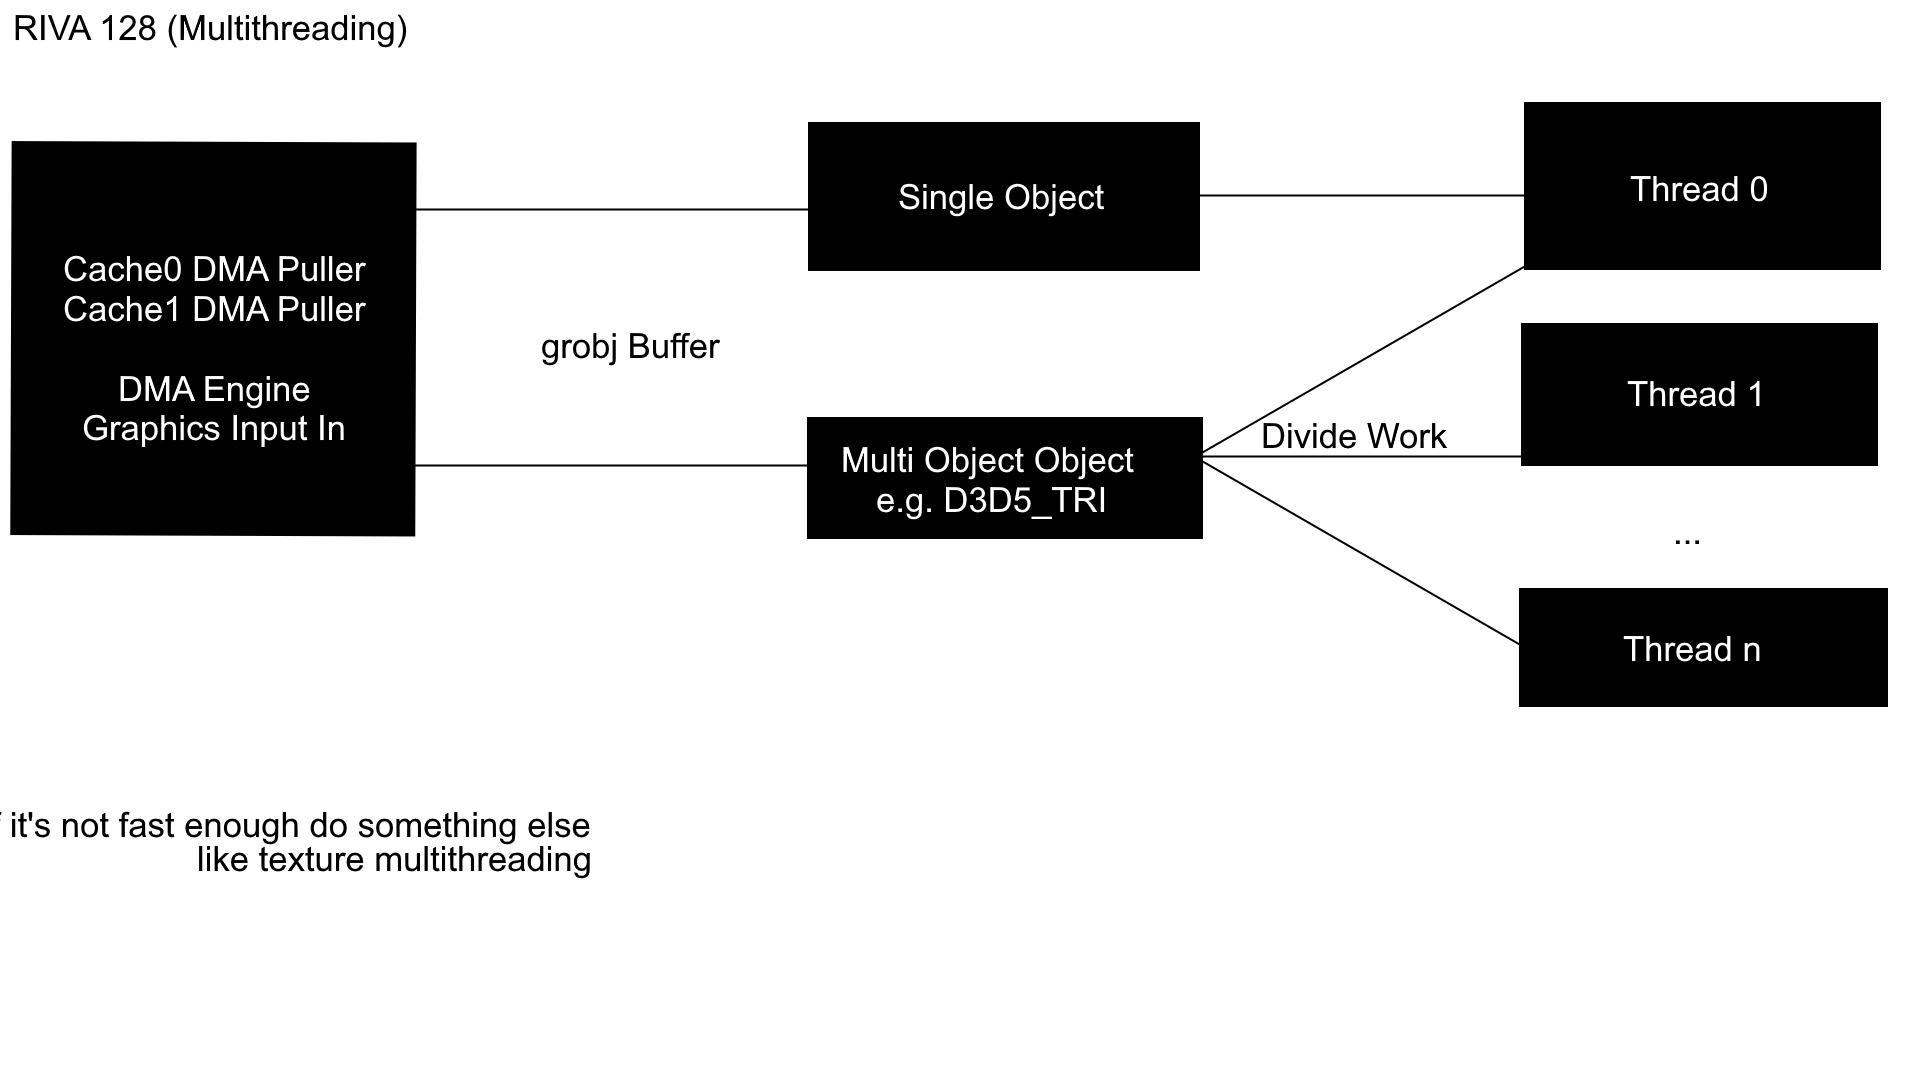 RIVA 128 (Multithreading)
Cache0 DMA Puller
Cache1 DMA Puller
DMA Engine
Graphics Input In
grobj Buffer
Single Object
Multi Object Object
e.g. D3D5_TRI
Divide Work
Thread 0
Thread 1
...
Thread n
it's not fast enough do something else
like texture multithreading